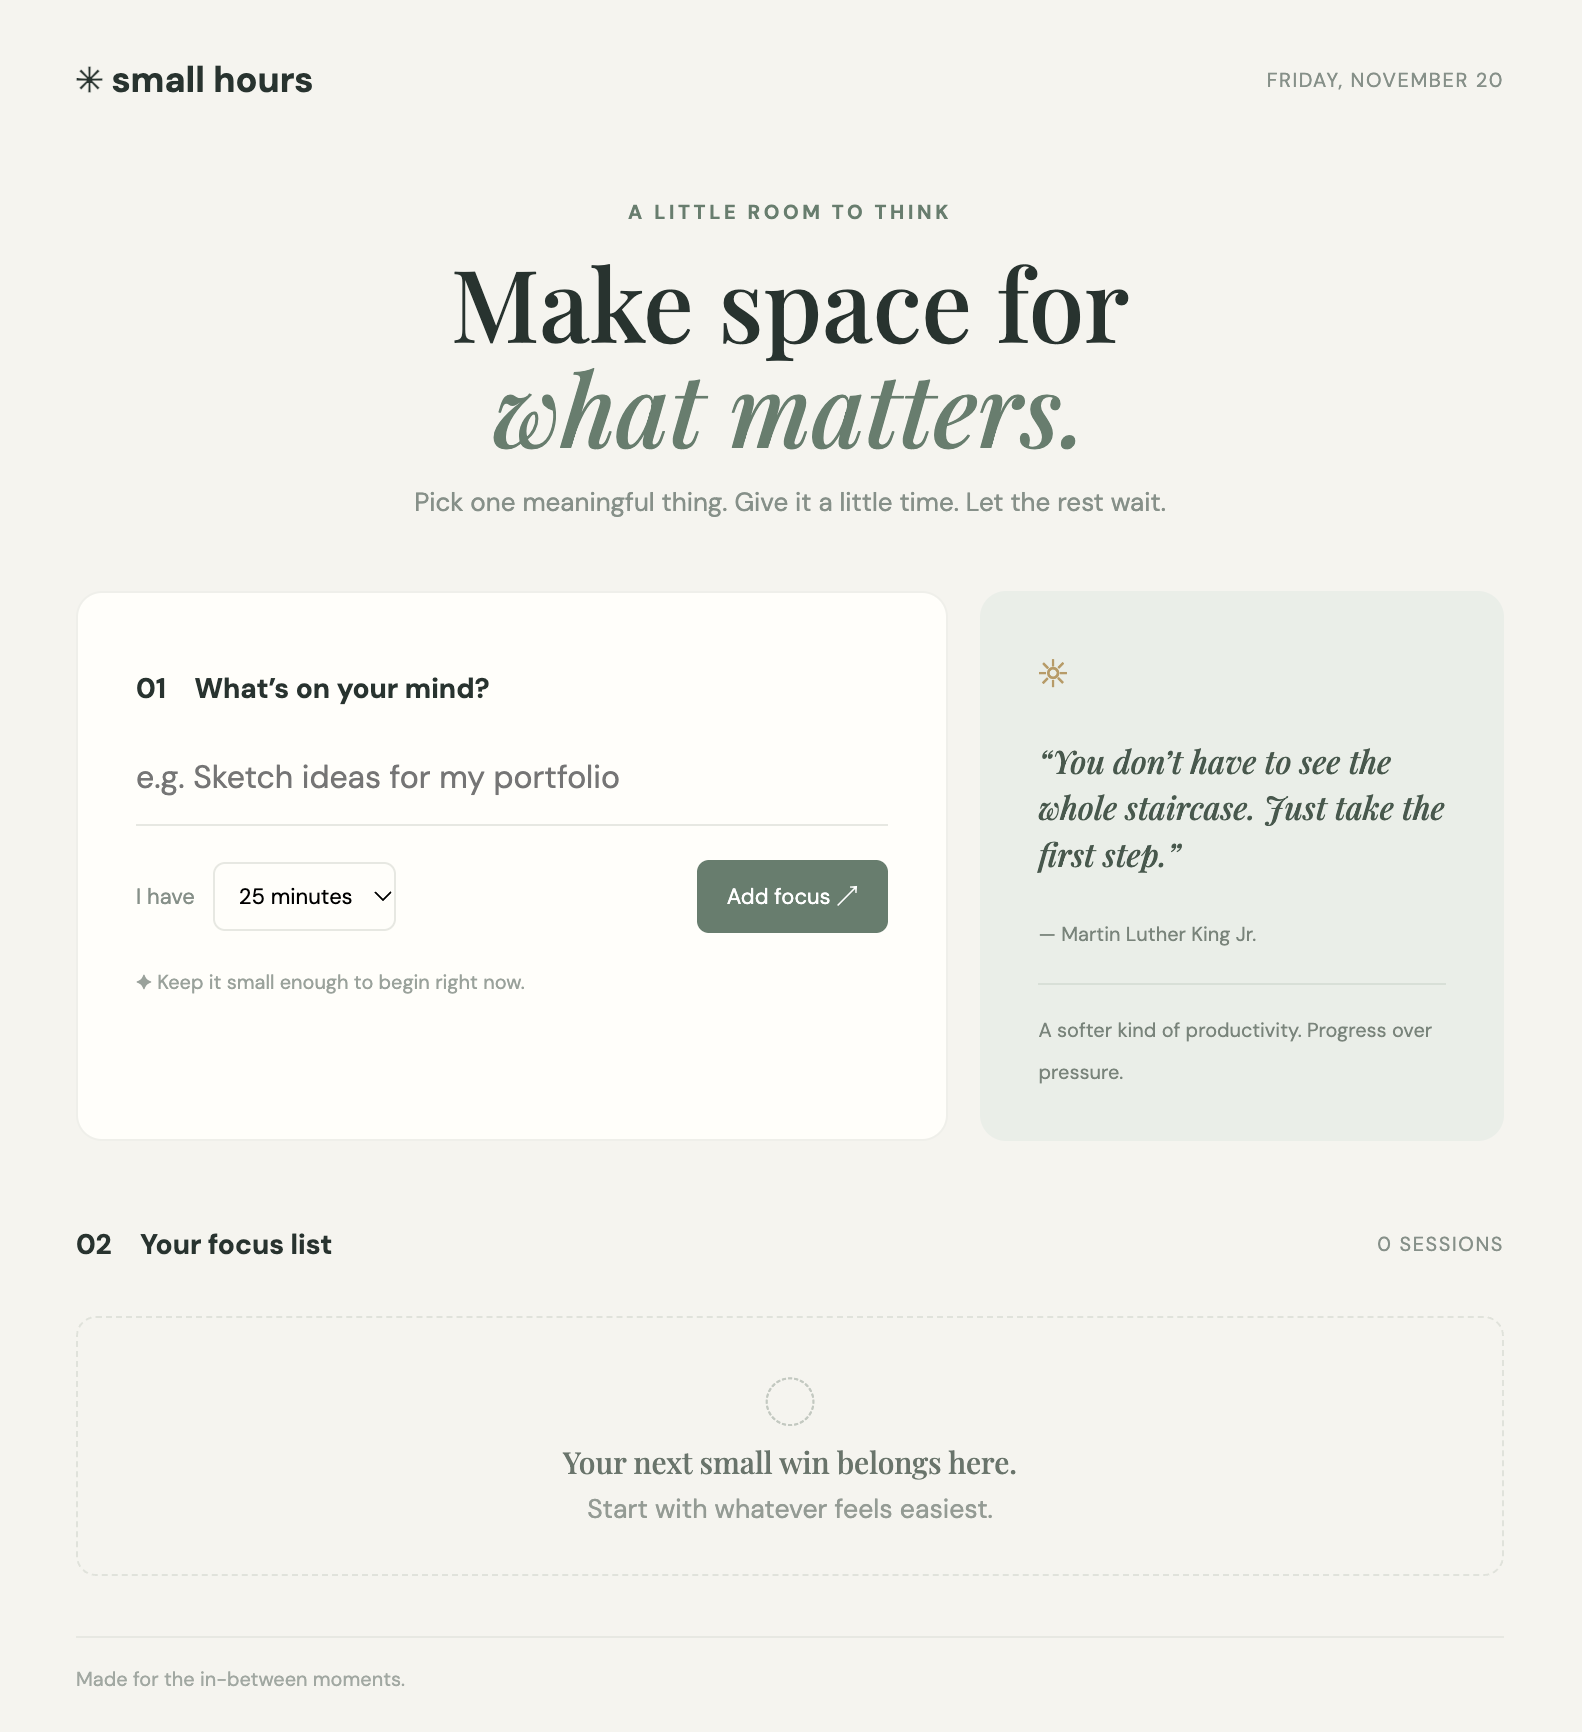 ✳ small hours
FRIDAY, NOVEMBER 20
A LITTLE ROOM TO THINK
Make space for
what matters.
Pick one meaningful thing. Give it a little time. Let the rest wait.
01 What’s on your mind?
e.g. Sketch ideas for my portfolio
I have 25 minutes
Add focus ↗
✦ Keep it small enough to begin right now.
“You don’t have to see the
whole staircase. Just take the
first step.”
— Martin Luther King Jr.
A softer kind of productivity. Progress over
pressure.
02 Your focus list
0 SESSIONS
Your next small win belongs here.
Start with whatever feels easiest.
Made for the in-between moments.